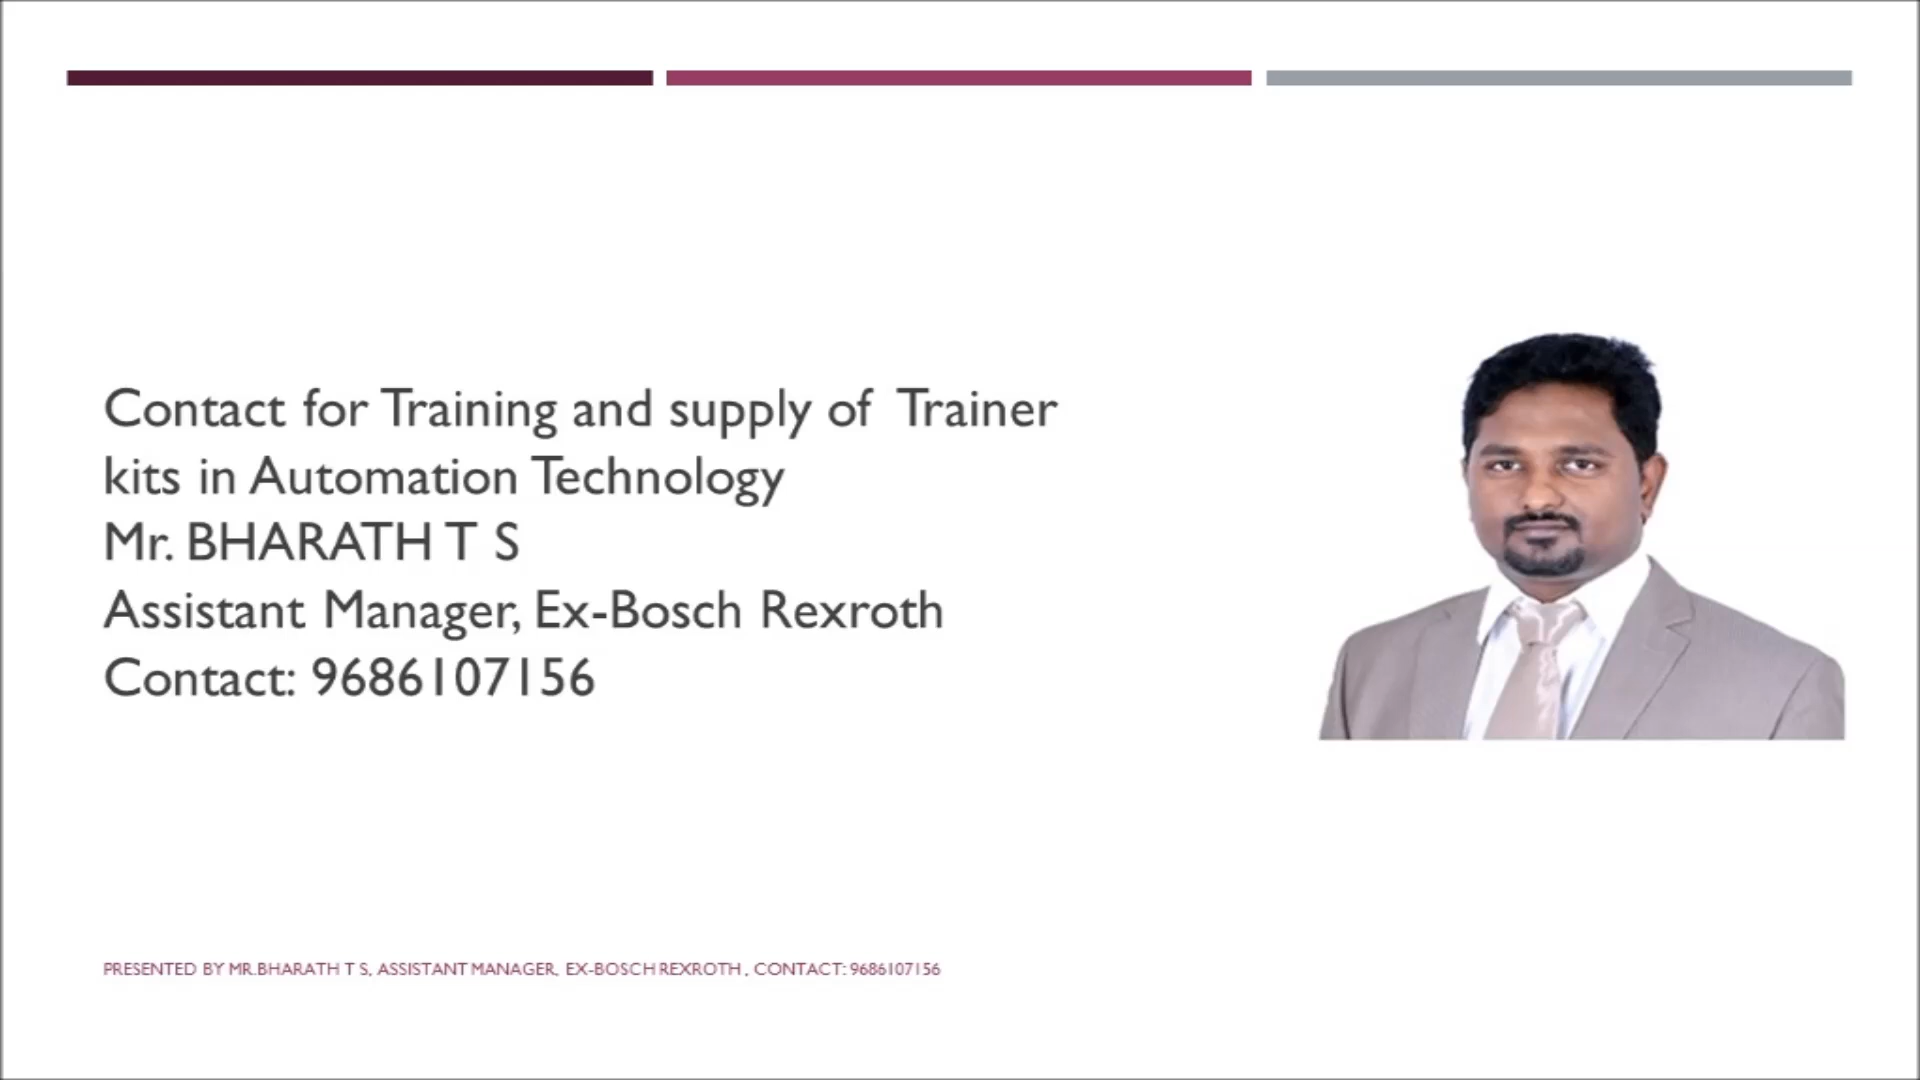 Contact for Training and supply of Trainer
kits in Automation Technology
Mr. BHARATH T S
Assistant Manager, Ex-Bosch Rexroth
Contact: 9686107156
PRESENTED BY MR.BHARATH T S, ASSISTANT MANAGER, EX-BOSCH REXROTH , CONTACT: 9686107156